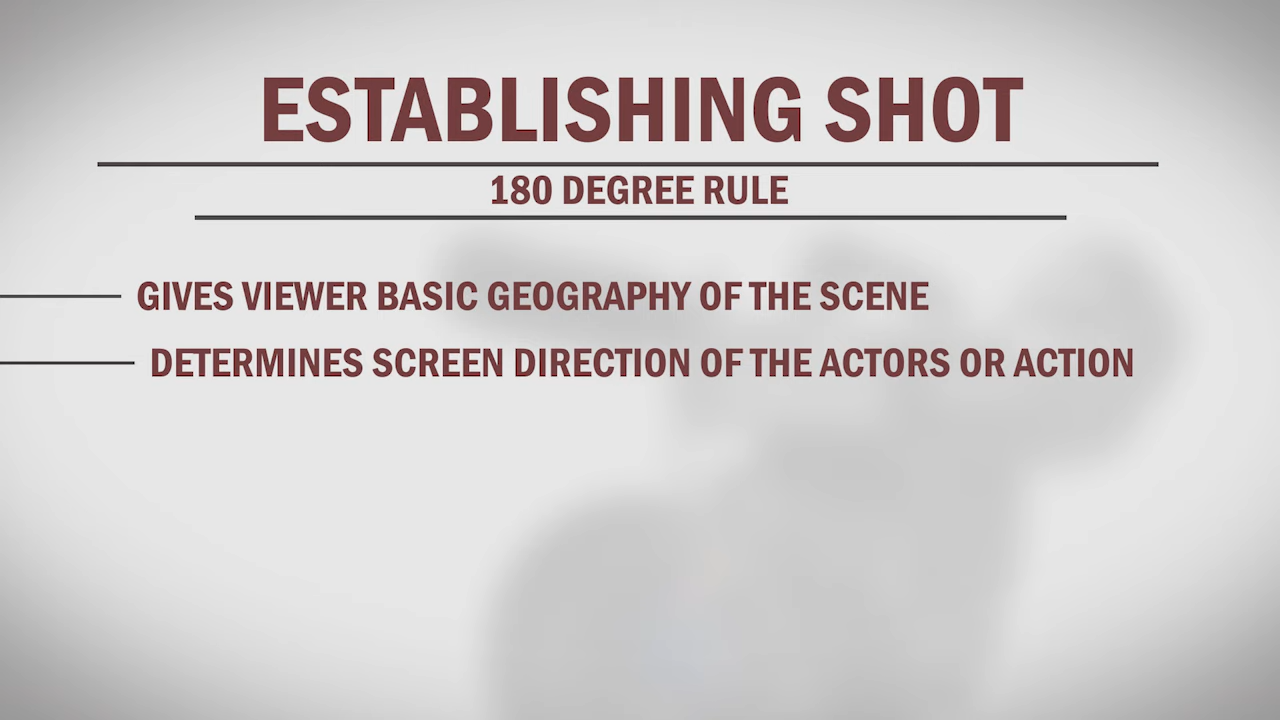 ESTABLISHING SHOT
180 DEGREE RULE
GIVES VIEWER BASIC GEOGRAPHY OF THE SCENE
DETERMINES SCREEN DIRECTION OF THE ACTORS OR ACTION